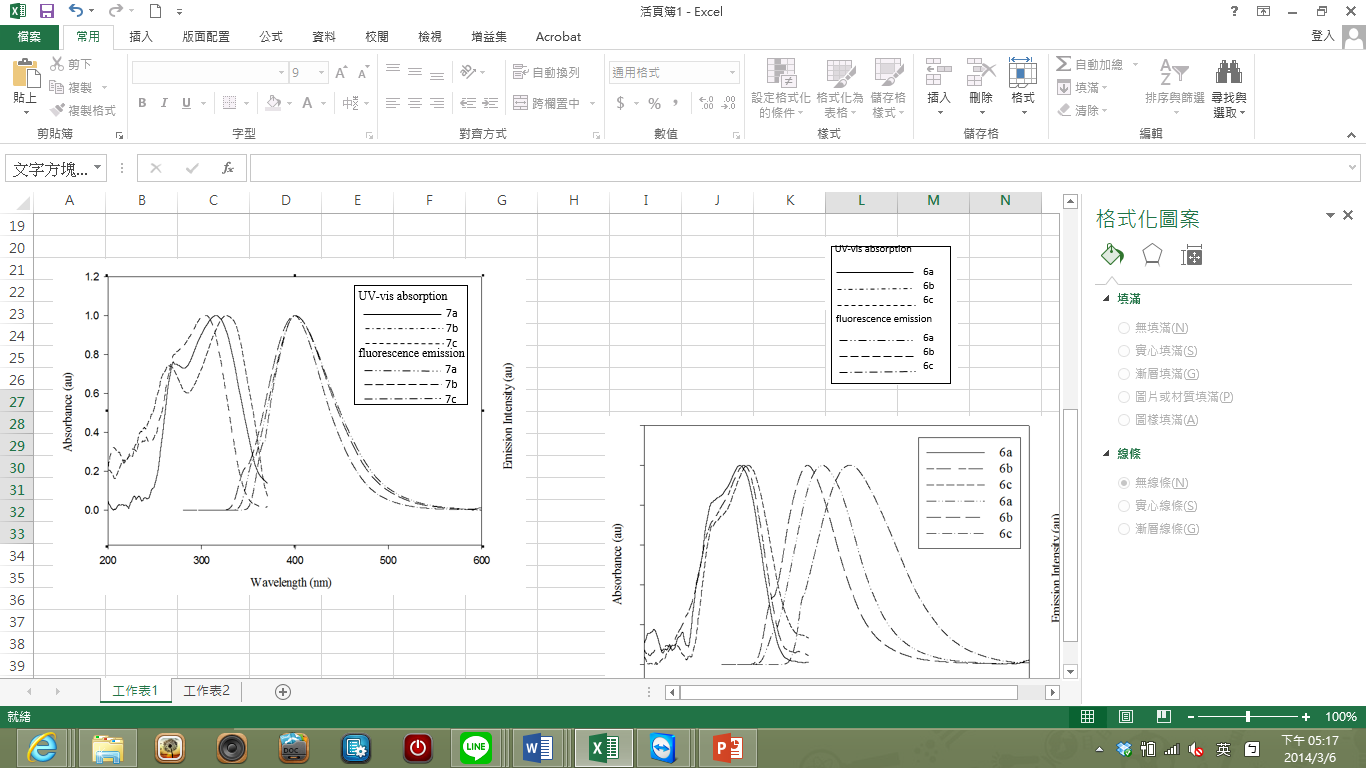 活頁簿1 - Excel
檔案 常用 插入 版面配置 公式 資料 校閱 檢視 增益集 Acrobat 登入
貼上 剪下 複製 複製格式 剪貼簿
9 B I U A 中 字型
自動換列 跨欄置中 對齊方式
通用格式 $ % , 數值
設定格式化的條件 格式化為表格 儲存格樣式 樣式
插入 刪除 格式 儲存格
自動加總 填滿 清除 排序與篩選 尋找與選取 編輯
文字方塊... fx
A B C D E F G H I J K L M N
19
20
21
22
23
24
25
26
27
28
29
30
31
32
33
34
35
36
37
38
39
1.2
1.0
0.8
0.6
0.4
0.2
0.0
200 300 400 500 600
Wavelength (nm)
Absorbance (au)
Emission Intensity (au)
UV-vis absorption
7a
7b
7c
fluorescence emission
7a
7b
7c
UV-vis absorption
6a
6b
6c
fluorescence emission
6a
6b
6c
Absorbance (au)
Emission Intensity (au)
6a
6b
6c
6a
6b
6c
格式化圖案
填滿
無填滿(N)
實心填滿(S)
漸層填滿(G)
圖片或材質填滿(P)
圖樣填滿(A)
線條
無線條(N)
實心線條(S)
漸層線條(G)
工作表1 工作表2
就緒 100%
DOC LINE 英
下午 05:17
2014/3/6